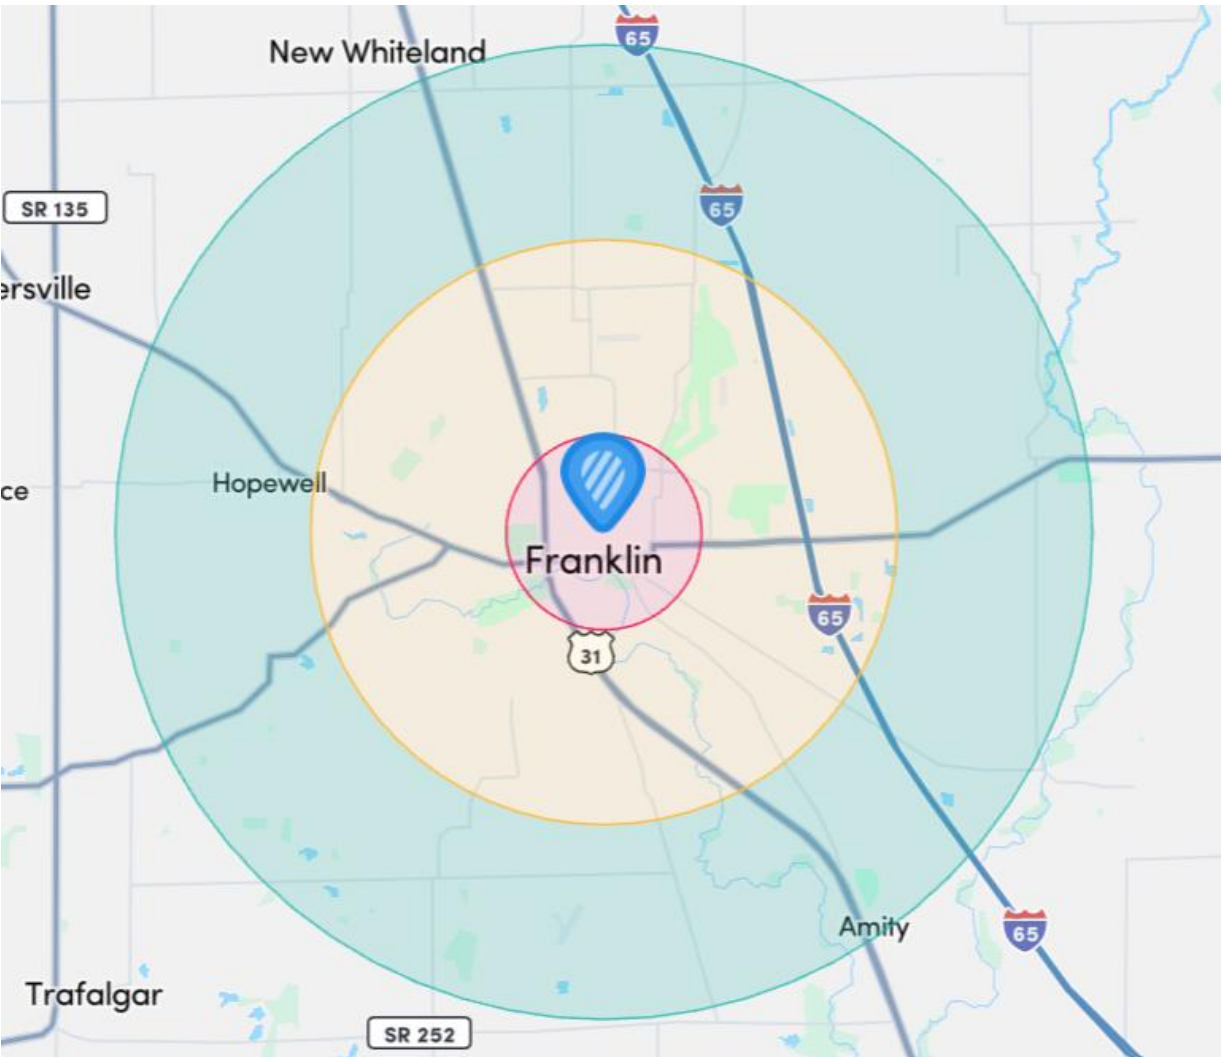 65
New Whiteland
65
SR 135
ersville
Hopewell
ce
Franklin
65
31
Amity
65
Trafalgar
SR 252